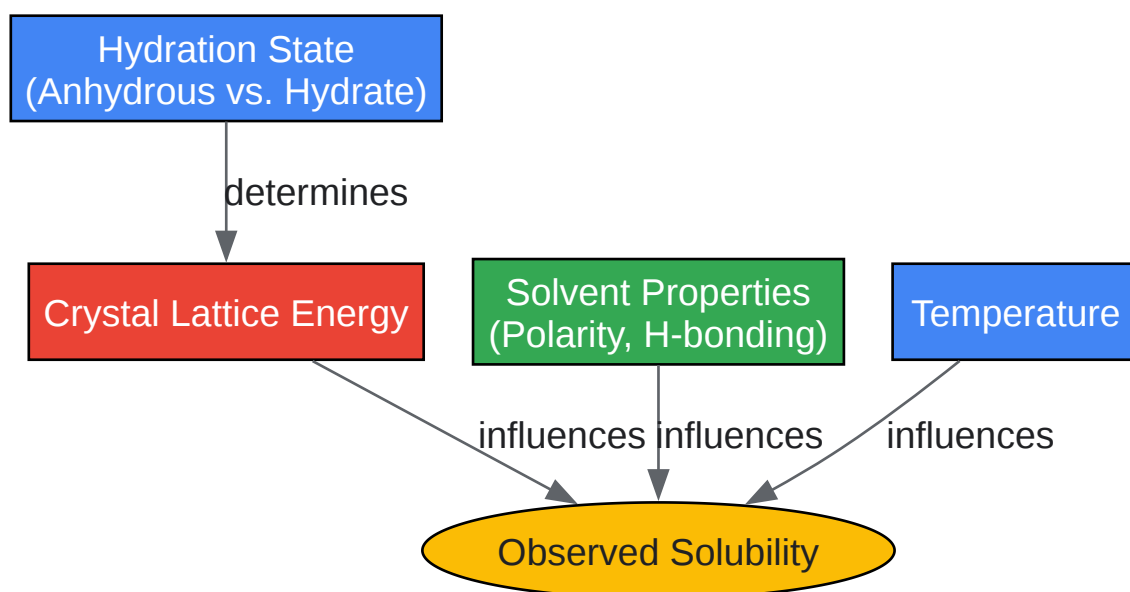 Hydration State
(Anhydrous vs. Hydrate)
determines
Crystal Lattice Energy
Solvent Properties
(Polarity, H-bonding)
Temperature
influences
influences
influences
Observed Solubility